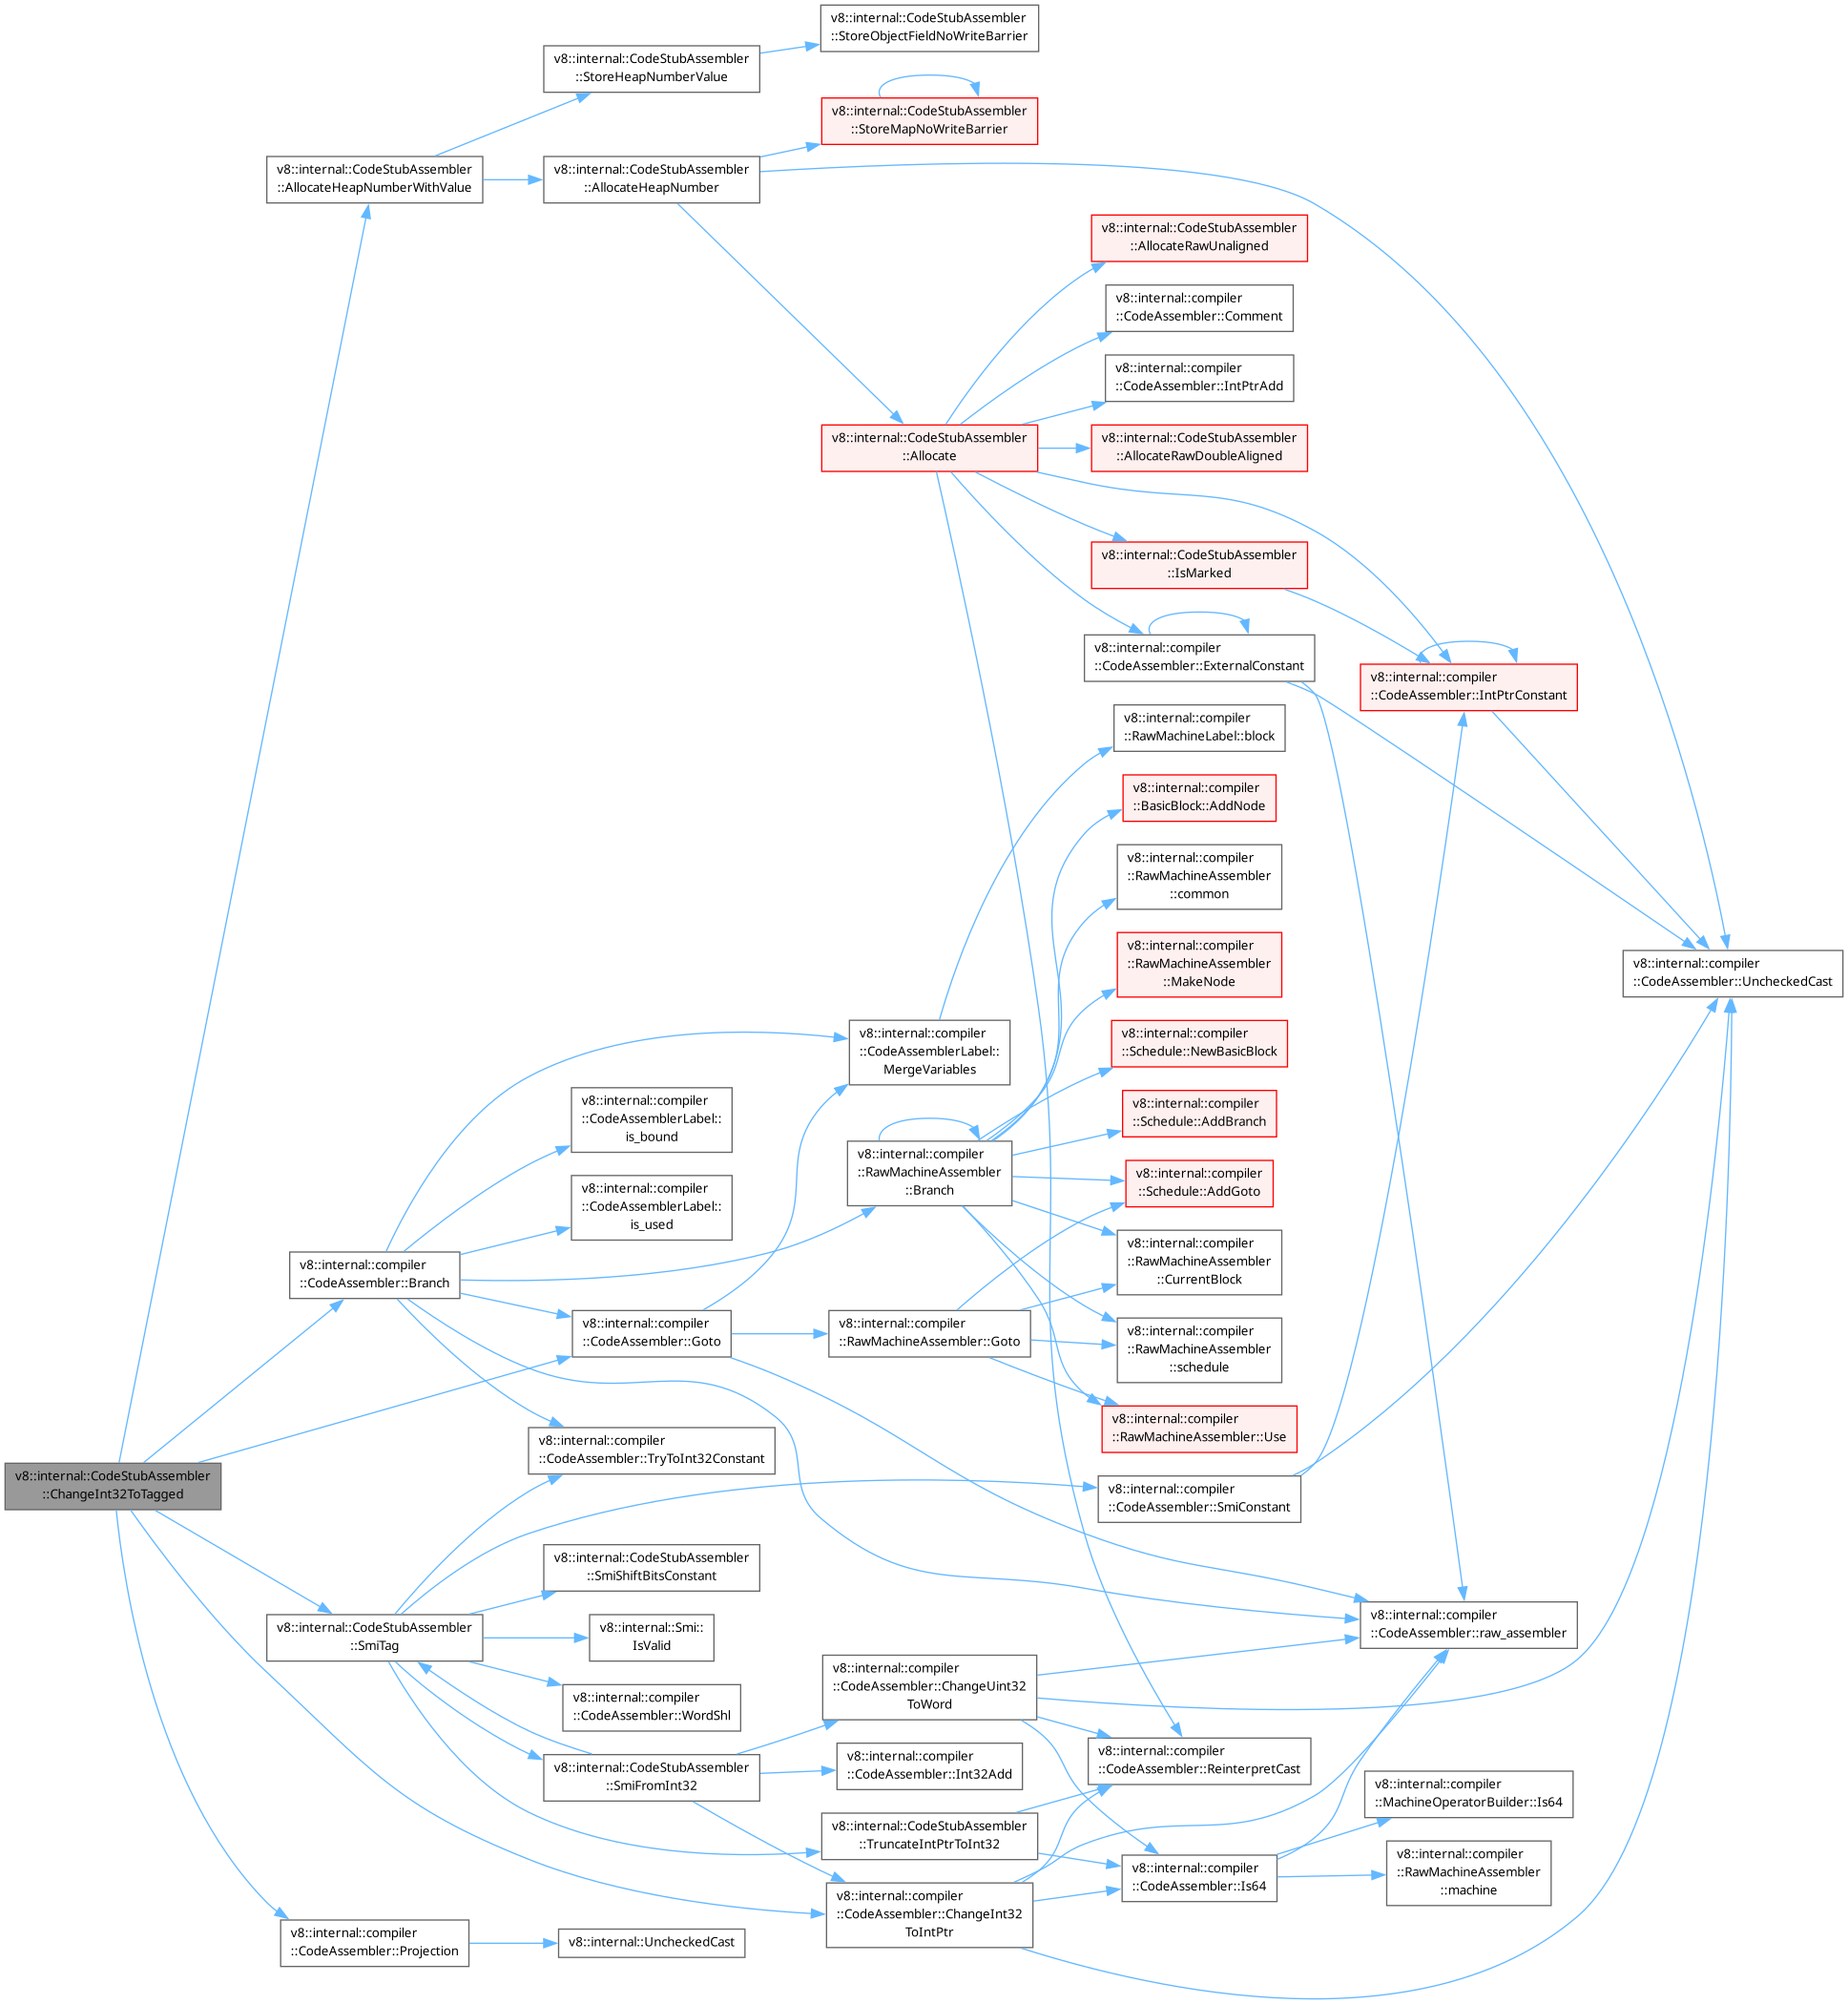 v8::internal::CodeStubAssembler
::StoreObjectFieldNoWriteBarrier
v8::internal::CodeStubAssembler
::StoreHeapNumberValue
v8::internal::CodeStubAssembler
::StoreMapNoWriteBarrier
v8::internal::CodeStubAssembler
::AllocateHeapNumberWithValue
v8::internal::CodeStubAssembler
::AllocateHeapNumber
v8::internal::CodeStubAssembler
::AllocateRawUnaligned
v8::internal::compiler
::CodeAssembler::Comment
v8::internal::compiler
::CodeAssembler::IntPtrAdd
v8::internal::CodeStubAssembler
::Allocate
v8::internal::CodeStubAssembler
::AllocateRawDoubleAligned
v8::internal::CodeStubAssembler
::IsMarked
v8::internal::compiler
::CodeAssembler::ExternalConstant
v8::internal::compiler
::CodeAssembler::IntPtrConstant
v8::internal::compiler
::RawMachineLabel::block
v8::internal::compiler
::BasicBlock::AddNode
v8::internal::compiler
::RawMachineAssembler
::common
v8::internal::compiler
::RawMachineAssembler
::MakeNode
v8::internal::compiler
::CodeAssembler::UncheckedCast
v8::internal::compiler
::CodeAssemblerLabel::
MergeVariables
v8::internal::compiler
::Schedule::NewBasicBlock
v8::internal::compiler
::CodeAssemblerLabel::
is_bound
v8::internal::compiler
::Schedule::AddBranch
v8::internal::compiler
::RawMachineAssembler
::Branch
v8::internal::compiler
::Schedule::AddGoto
v8::internal::compiler
::CodeAssemblerLabel::
is_used
v8::internal::compiler
::CodeAssembler::Branch
v8::internal::compiler
::RawMachineAssembler
::CurrentBlock
v8::internal::compiler
::CodeAssembler::Goto
v8::internal::compiler
::RawMachineAssembler::Goto
v8::internal::compiler
::RawMachineAssembler
::schedule
v8::internal::compiler
::RawMachineAssembler::Use
v8::internal::compiler
::CodeAssembler::TryToInt32Constant
v8::internal::CodeStubAssembler
::ChangeInt32ToTagged
v8::internal::compiler
::CodeAssembler::SmiConstant
v8::internal::CodeStubAssembler
::SmiShiftBitsConstant
v8::internal::CodeStubAssembler
::SmiTag
v8::internal::Smi::
IsValid
v8::internal::compiler
::CodeAssembler::raw_assembler
v8::internal::compiler
::CodeAssembler::WordShl
v8::internal::compiler
::CodeAssembler::ChangeUint32
ToWord
v8::internal::CodeStubAssembler
::SmiFromInt32
v8::internal::compiler
::CodeAssembler::Int32Add
v8::internal::compiler
::CodeAssembler::ReinterpretCast
v8::internal::compiler
::MachineOperatorBuilder::Is64
v8::internal::CodeStubAssembler
::TruncateIntPtrToInt32
v8::internal::compiler
::CodeAssembler::Is64
v8::internal::compiler
::RawMachineAssembler
::machine
v8::internal::compiler
::CodeAssembler::ChangeInt32
ToIntPtr
v8::internal::compiler
::CodeAssembler::Projection
v8::internal::UncheckedCast